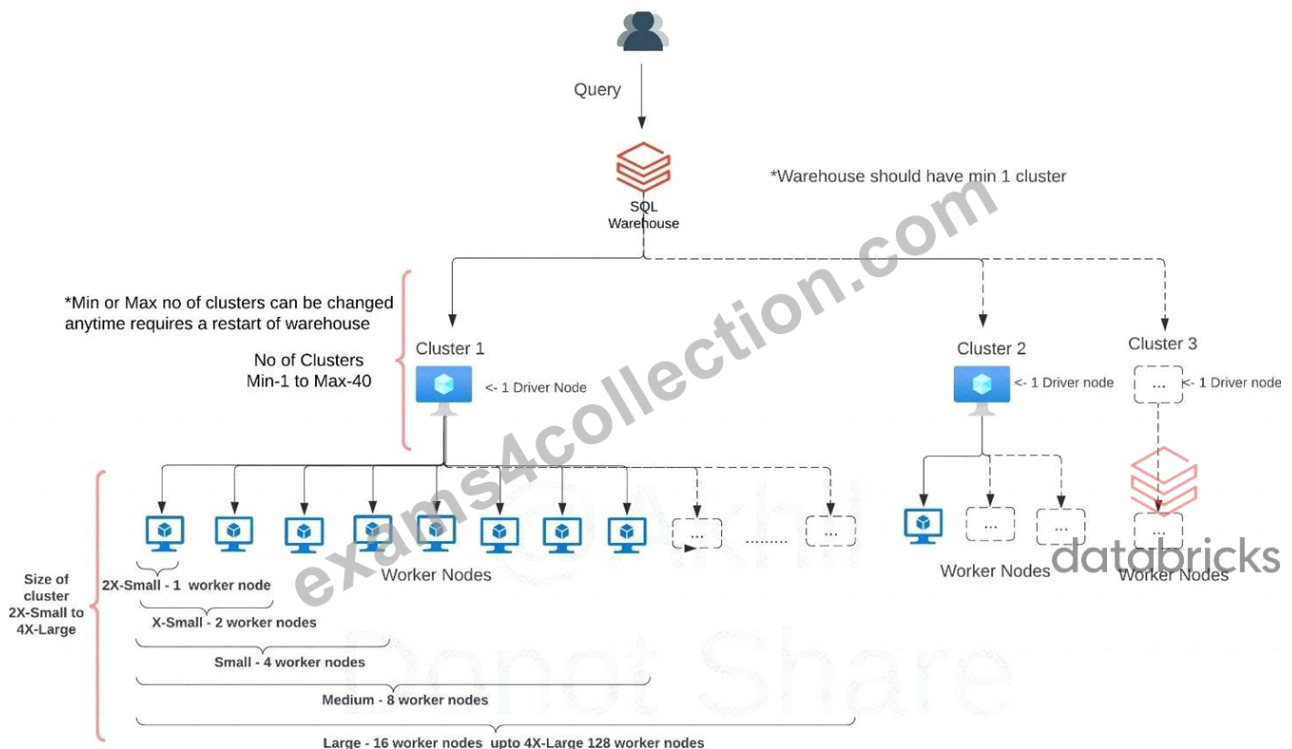 Query
*Warehouse should have min 1 cluster
SQL
Warehouse
*Min or Max no of clusters can be changed
anytime requires a restart of warehouse
No of Clusters
Min-1 to Max-40
Cluster 1
<- 1 Driver Node
Cluster 2
<- 1 Driver node
Cluster 3
...
<- 1 Driver node
...
.........
...
...
...
...
Worker Nodes
Worker Nodes
Worker Nodes
databricks
Size of
cluster
2X-Small to
4X-Large
2X-Small - 1 worker node
X-Small - 2 worker nodes
Small - 4 worker nodes
Medium - 8 worker nodes
Large - 16 worker nodes upto 4X-Large 128 worker nodes
exams4collection.com
@Akhil
Donot Share